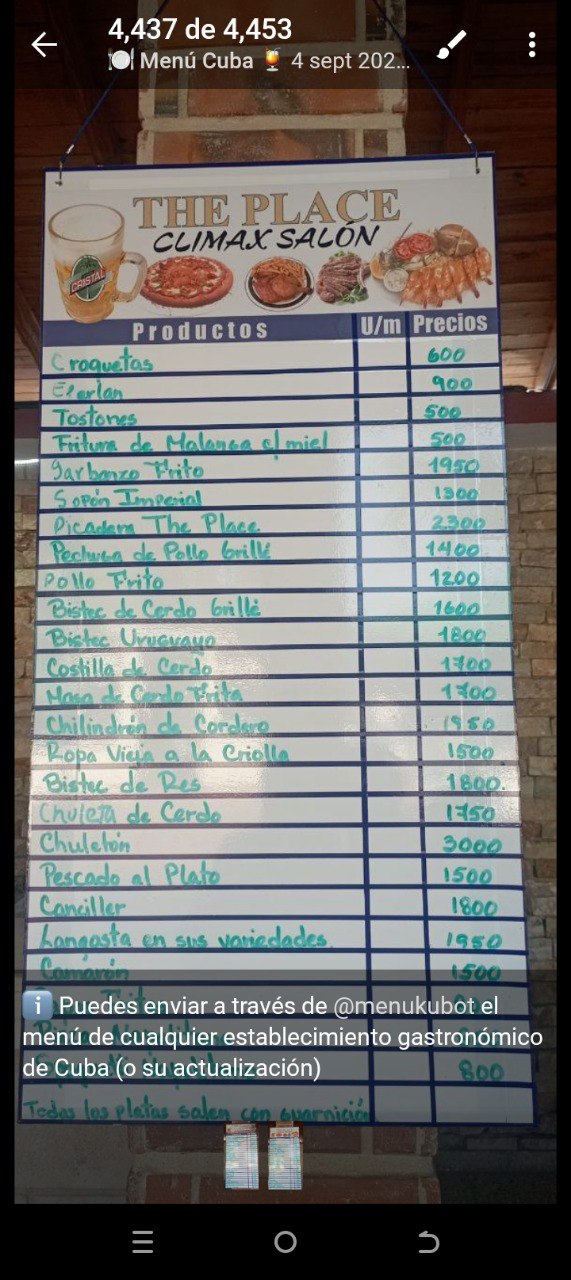 4,437 de 4,453
🍽 Menú Cuba 🍹 4 sept 202...
THE PLACE
CLIMAX SALÓN
CRISTAL
Productos U/m Precios
Croquetas 600
900
Tostones 500
Fritura de Malanga c/ miel 500
Garbanzo Frito 1950
Sopón Imperial 1300
Picadera The Place 2300
Pechuga de Pollo Grillé 1400
Pollo Frito 1200
Bistec de Cerdo Grillé 1600
Bistec Uruguayo 1800
Costilla de Cerdo 1700
Masa de Cerdo Frita 1700
Chilindrón de Cordero 1950
Ropa Vieja a la Criolla 1500
Bistec de Res 1800
Chuleta de Cerdo 1750
Chuletón 3000
Pescado al Plato 1500
Canciller 1800
Langosta en sus variedades 1950
Camarón 1500
ℹ️ Puedes enviar a través de @menukubot el
menú de cualquier establecimiento gastronómico
de Cuba (o su actualización)
800
Todos los platos salen con guarnición